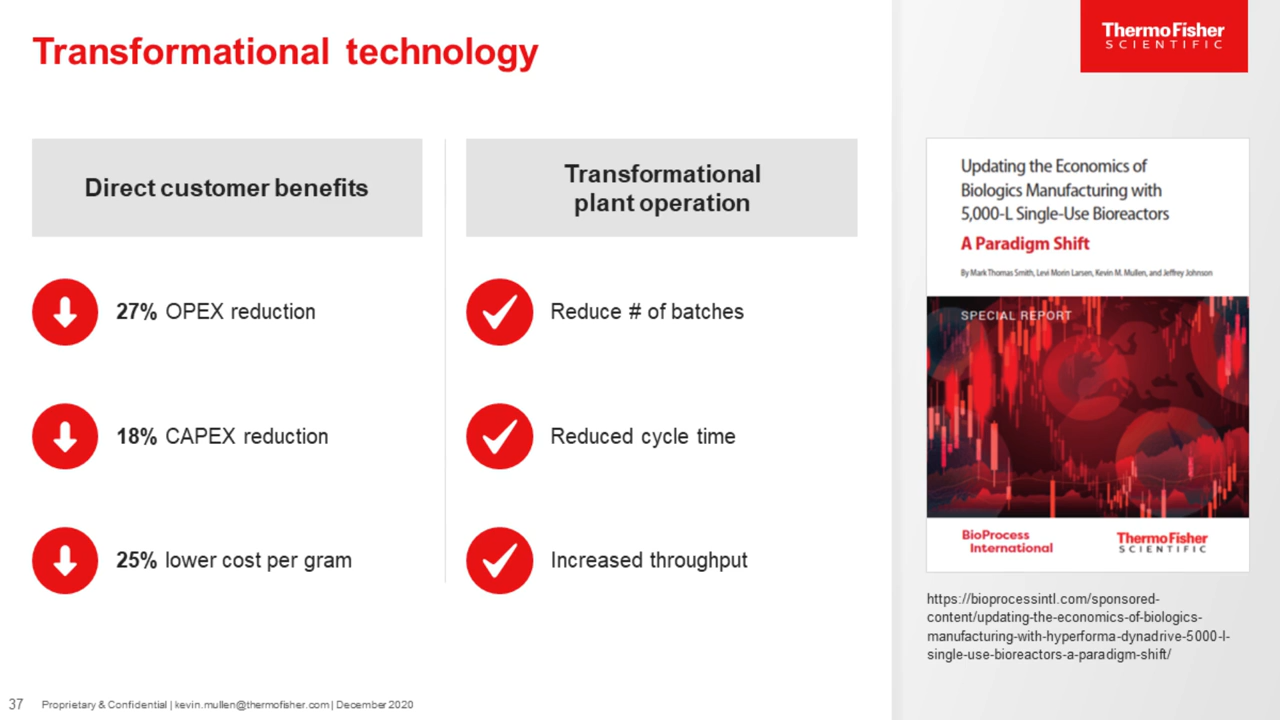 Transformational technology
ThermoFisher
SCIENTIFIC
Direct customer benefits
27% OPEX reduction
18% CAPEX reduction
25% lower cost per gram
Transformational
plant operation
Reduce # of batches
Reduced cycle time
Increased throughput
Updating the Economics of
Biologics Manufacturing with
5,000-L Single-Use Bioreactors
A Paradigm Shift
By Mark Thomas Smith, Levi Morin Larsen, Kevin M. Mullen, and Jeffrey Johnson
SPECIAL REPORT
BioProcess
International
ThermoFisher
SCIENTIFIC
https://bioprocessintl.com/sponsored-
content/updating-the-economics-of-biologics-
manufacturing-with-hyperforma-dynadrive-5000-l-
single-use-bioreactors-a-paradigm-shift/
37 Proprietary & Confidential | kevin.mullen@thermofisher.com | December 2020